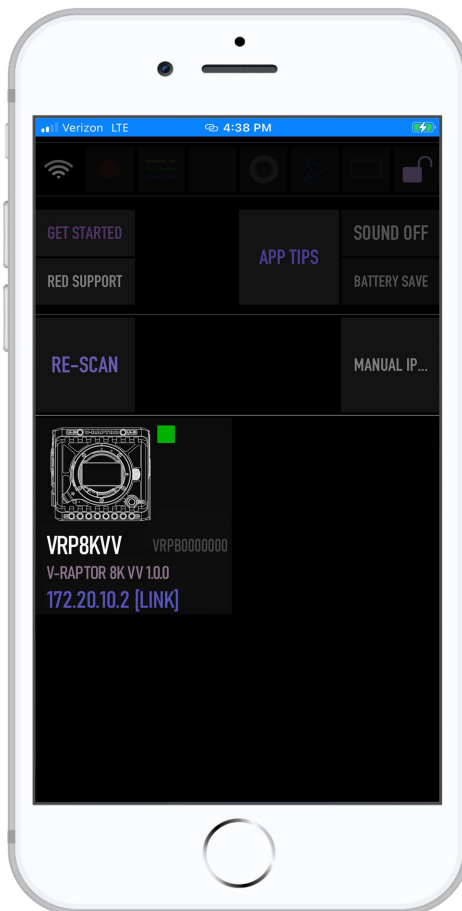 Verizon LTE 4:38 PM
GET STARTED
RED SUPPORT
APP TIPS
SOUND OFF
BATTERY SAVE
RE-SCAN
MANUAL IP...
V-RAPTOR
VRP8KVV VRPB0000000
V-RAPTOR 8K VV 1.0.0
172.20.10.2 [LINK]